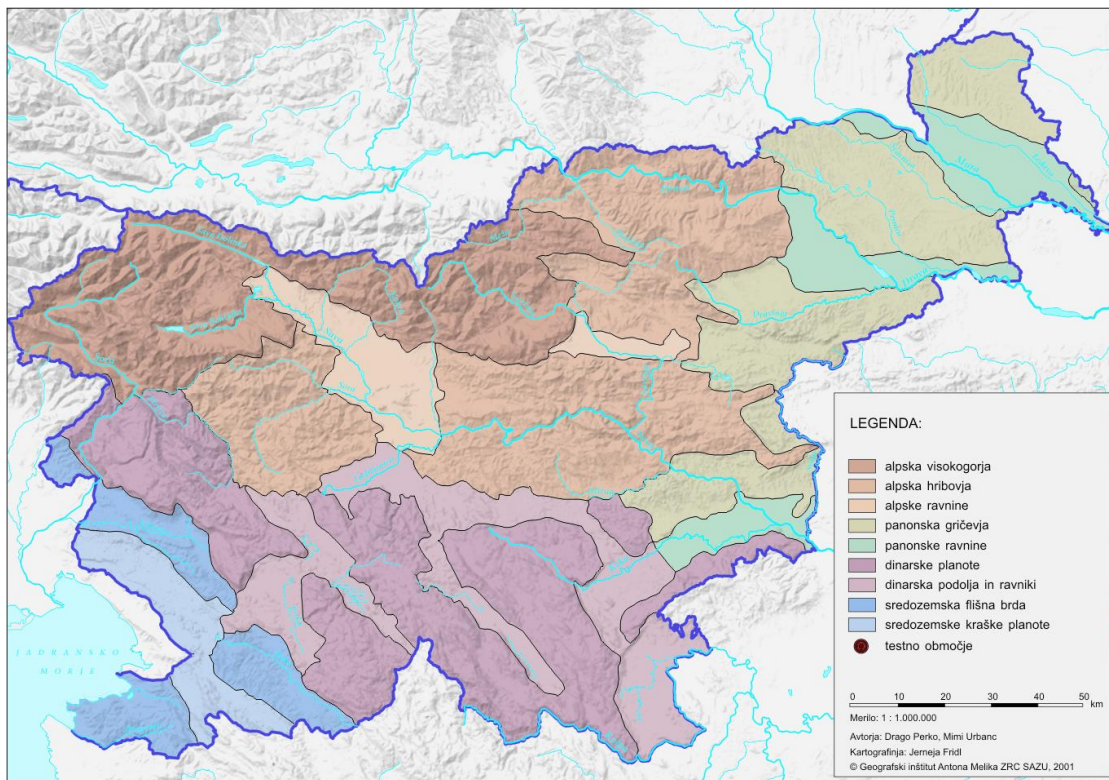 JADRANSKO
MORJE
Sava
Sava
Drava
Mura
LEGENDA:
alpska visokogorja
alpska hribovja
alpske ravnine
panonska gričevja
panonske ravnine
dinarske planote
dinarska podolja in ravniki
sredozemska flišna brda
sredozemske kraške planote
testno območje
0 10 20 30 40 50 km
Merilo: 1 : 1.000.000
Avtorja: Drago Perko, Mimi Urbanc
Kartografinja: Jerneja Fridl
© Geografski inštitut Antona Melika ZRC SAZU, 2001